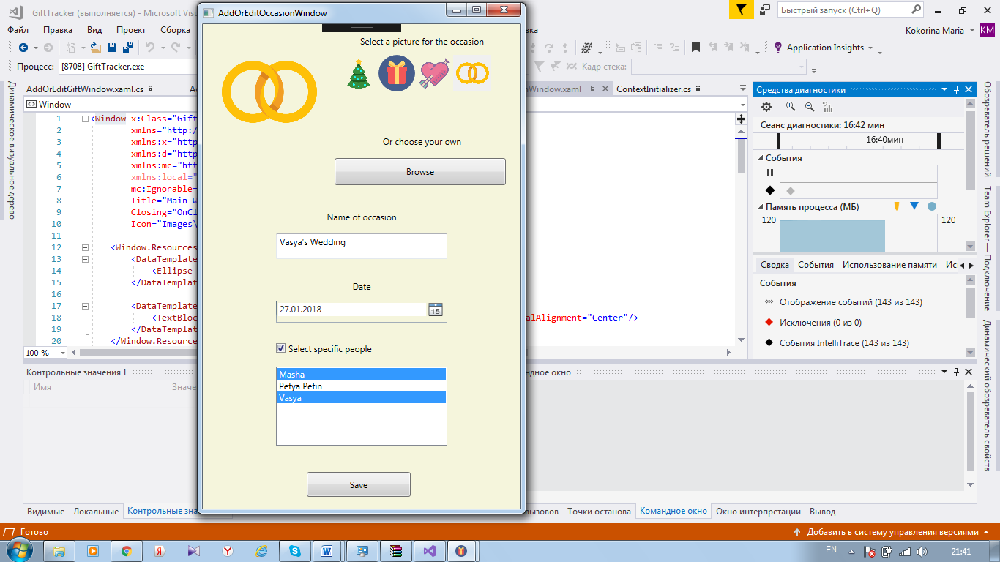 GiftTracker (выполняется) - Microsoft Visu
AddOrEditOccasionWindow
Быстрый запуск (Ctrl+Q)
Файл Правка Вид Проект Сборка
Kokorina Maria KM
Application Insights
Процесс: [8708] GiftTracker.exe
Кадр стека:
AddOrEditGiftWindow.xaml.cs
ContextInitializer.cs
Window
1 <Window x:Class="Gift
2 xmlns="http:/
3 xmlns:x="http
4 xmlns:d="http
5 xmlns:mc="htt
6 xmlns:local="
7 mc:Ignorable=
8 Title="Main W
9 Closing="OnCl
10 Icon="Images\
11
12 <Window.Resources
13 <DataTemplate
14 <Ellipse
15 </DataTemplat
16
17 <DataTemplate
18 <TextBloc
alAlignment="Center"/>
19 </DataTemplat
20 </Window.Resourc
100 %
Select a picture for the occasion
Or choose your own
Browse
Name of occasion
Vasya's Wedding
Date
27.01.2018
15
Select specific people
Masha
Petya Petin
Vasya
Save
Динамическое визуальное дерево
Средства диагностики
Сеанс диагностики: 16:42 мин
16:40мин
События
Память процесса (МБ)
120 120
Сводка События Использование памяти Ис
События
Отображение событий (143 из 143)
Исключения (0 из 0)
События IntelliTrace (143 из 143)
Обозреватель решений
Team Explorer — Подключение
Динамический обозреватель свойств
Контрольные значения 1
Имя Значе
ндное окно
Видимые Локальные Контрольные зна
вызовов Точки останова Командное окно Окно интерпретации Вывод
Готово
Добавить в систему управления версиями
EN 21:41